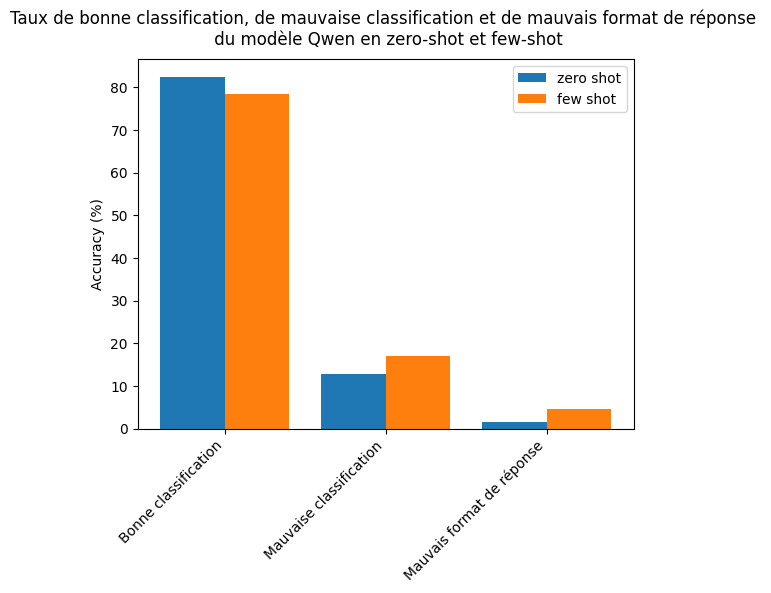 Taux de bonne classification, de mauvaise classification et de mauvais format de réponse
du modèle Qwen en zero-shot et few-shot
zero shot
few shot
Accuracy (%)
80
70
60
50
40
30
20
10
0
Bonne classification
Mauvaise classification
Mauvais format de réponse